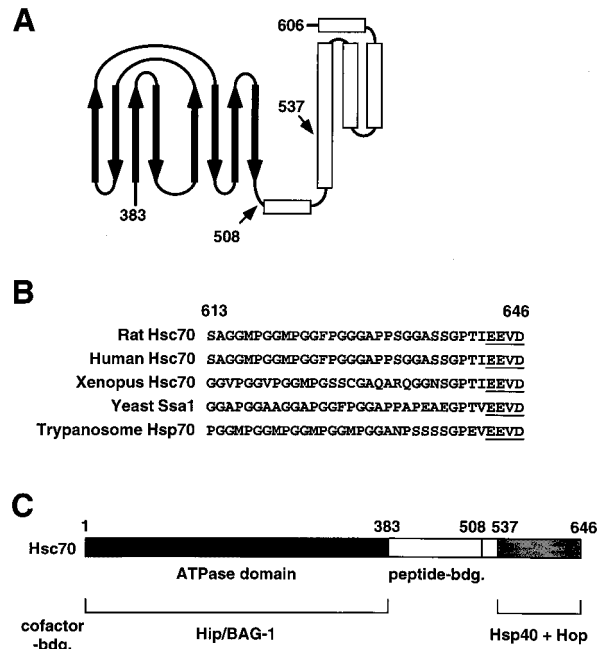 A
606
537
383
508
B
613 646
Rat Hsc70 SAGGMPGGMPGGFPGGGAPPSGGASSGPTIEEVD
Human Hsc70 SAGGMPGGMPGGFPGGGAPPSGGASSGPTIEEVD
Xenopus Hsc70 GGVPGGVPGGMPGSSCGAQARQGGNSGPTIEEVD
Yeast Ssa1 GGAPGGAAGGAPGGFPGGAPPAPEAEGPTVEEVD
Trypanosome Hsp70 PGGMPGGMPGGMPGGMPGGANPSSSSGPEVEEVD
C
1 383 508 537 646
Hsc70
ATPase domain peptide-bdg.
cofactor
-bdg.
Hip/BAG-1 Hsp40 + Hop